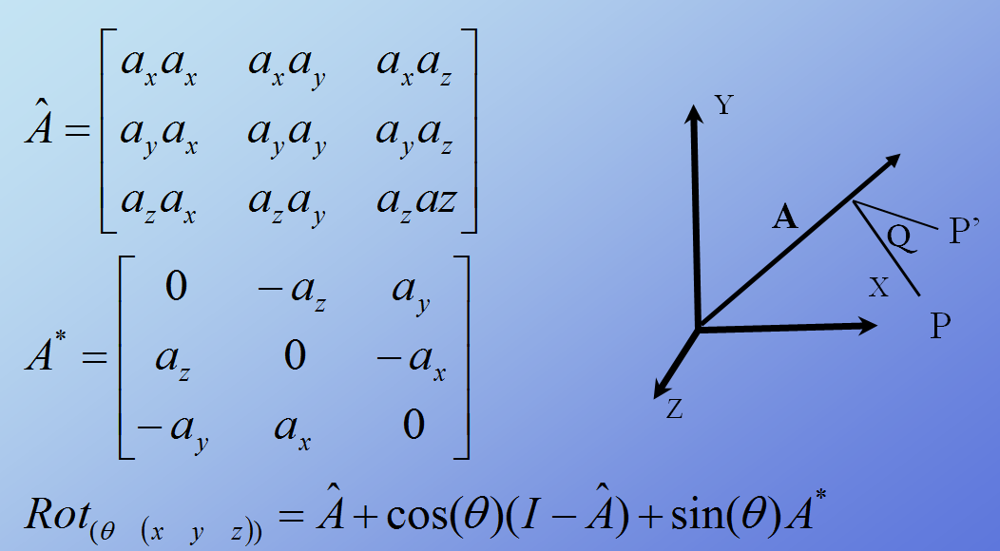 Â = [ aₓaₓ aₓa_y aₓa_z
a_yaₓ a_ya_y a_ya_z
a_zaₓ a_za_y a_zaz ]
A* = [ 0 −a_z a_y
a_z 0 −aₓ
−a_y aₓ 0 ]
Rot_(θ (x y z)) = Â + cos(θ)(I − Â) + sin(θ)A*
Y
A
Q
P’
X
P
Z